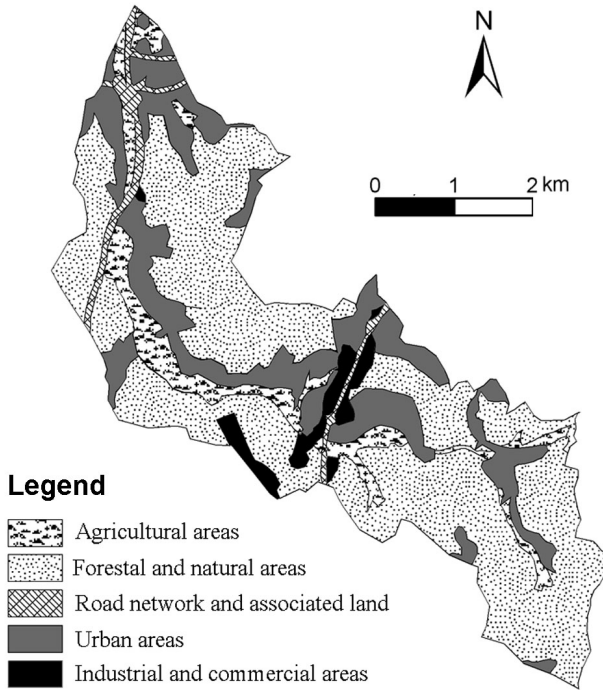 N
0 1 2 km
Legend
Agricultural areas
Forestal and natural areas
Road network and associated land
Urban areas
Industrial and commercial areas